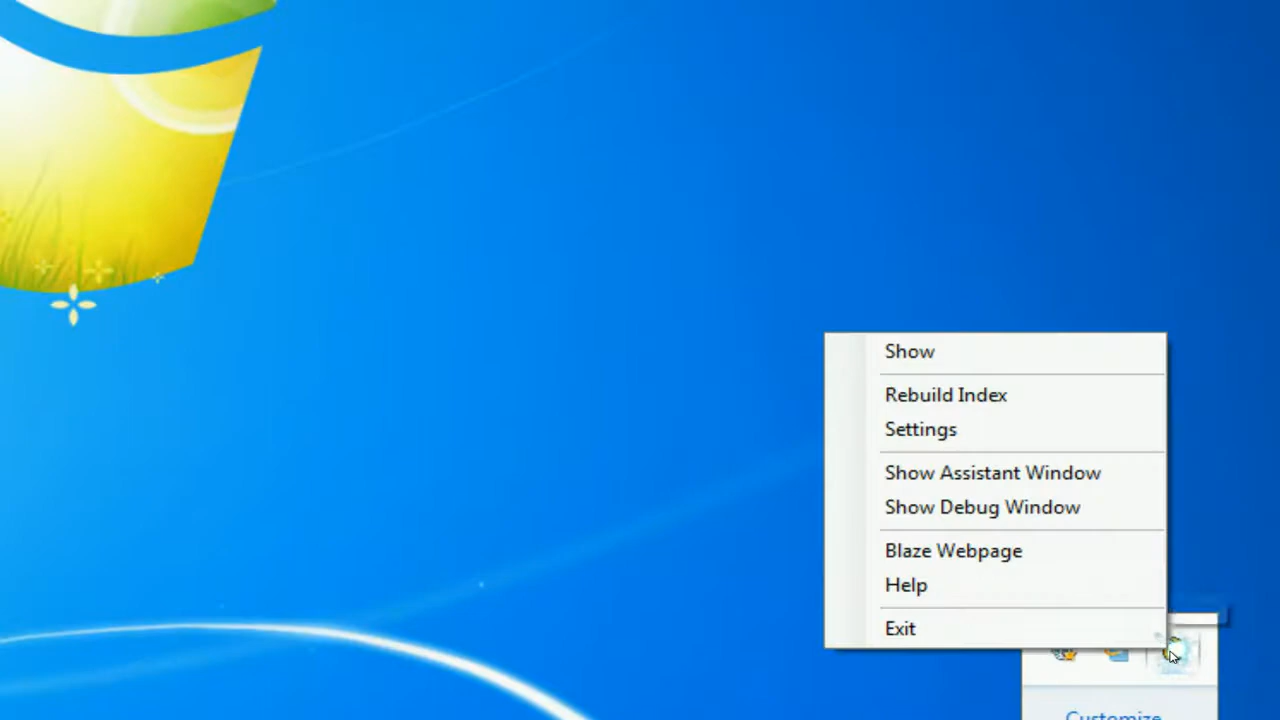 Show
Rebuild Index
Settings
Show Assistant Window
Show Debug Window
Blaze Webpage
Help
Exit
Customize